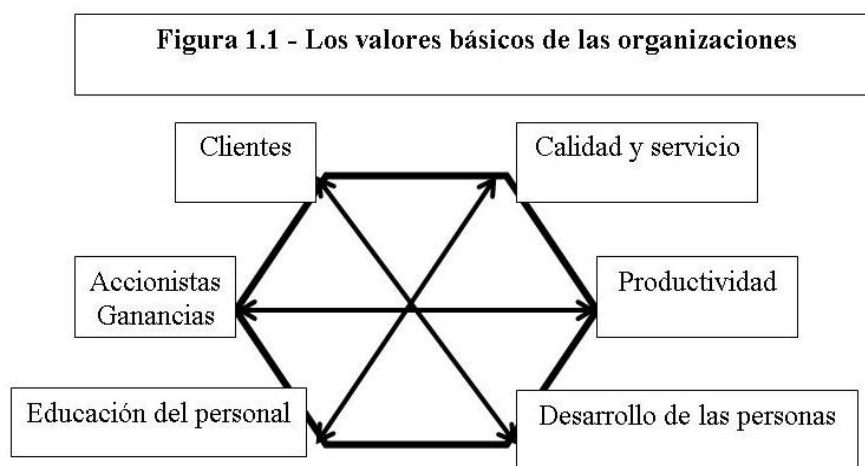 Figura 1.1 - Los valores básicos de las organizaciones
Clientes
Calidad y servicio
Accionistas
Ganancias
Productividad
Educación del personal
Desarrollo de las personas